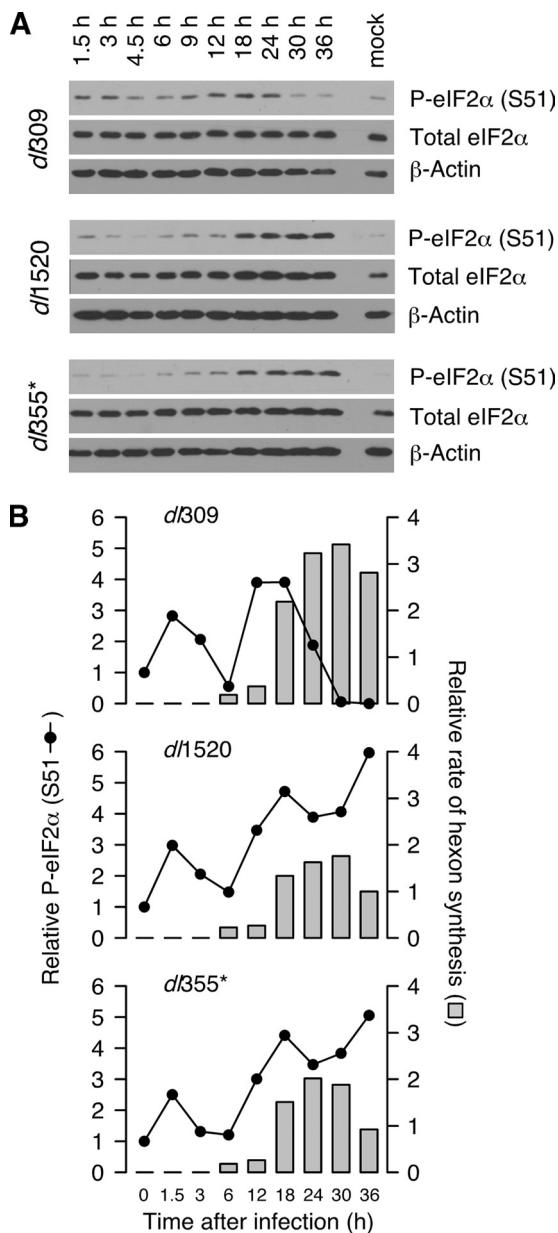 A
1.5 h 3 h 4.5 h 6 h 9 h 12 h 18 h 24 h 30 h 36 h mock
dl309
P-eIF2α (S51)
Total eIF2α
β-Actin
dl1520
P-eIF2α (S51)
Total eIF2α
β-Actin
dl355*
P-eIF2α (S51)
Total eIF2α
β-Actin
B
dl309
6 5 4 3 2 1 0
4 3 2 1 0
dl1520
6 5 4 3 2 1 0
4 3 2 1 0
dl355*
6 5 4 3 2 1 0
4 3 2 1 0
Relative P-eIF2α (S51 )
Relative rate of hexon synthesis ( )
0 1.5 3 6 12 18 24 30 36
Time after infection (h)